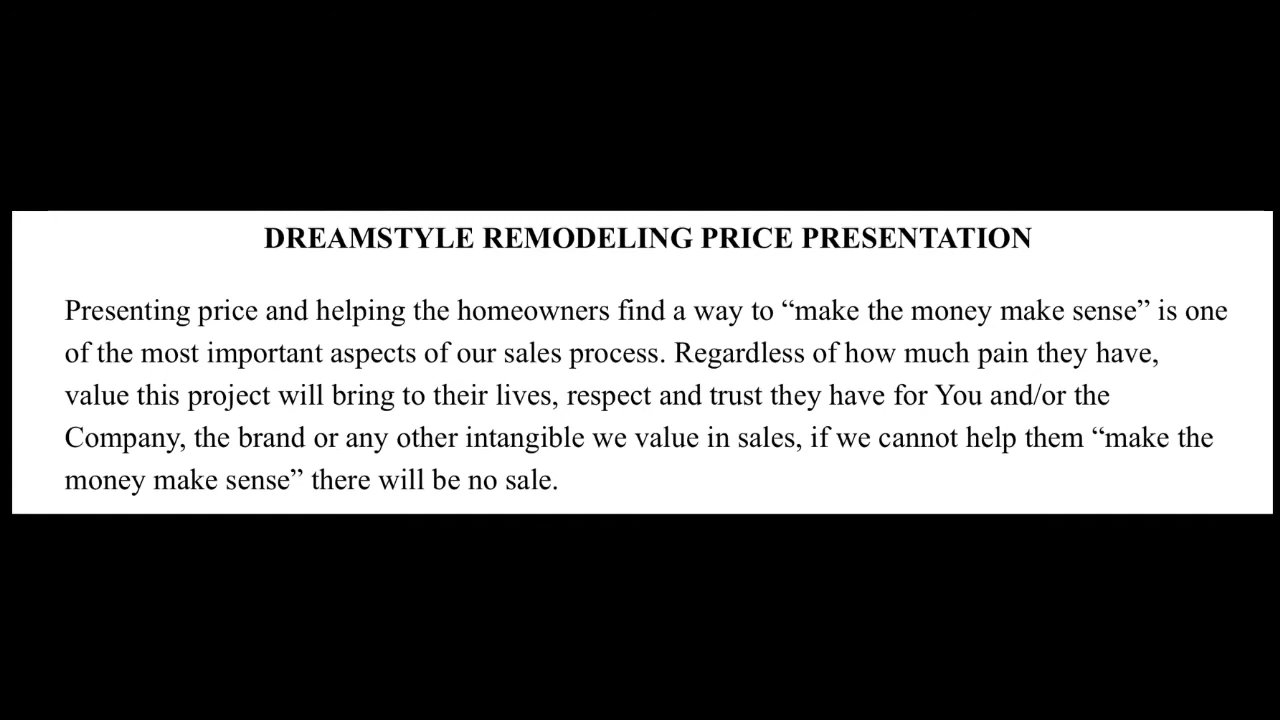 DREAMSTYLE REMODELING PRICE PRESENTATION
Presenting price and helping the homeowners find a way to “make the money make sense” is one
of the most important aspects of our sales process. Regardless of how much pain they have,
value this project will bring to their lives, respect and trust they have for You and/or the
Company, the brand or any other intangible we value in sales, if we cannot help them “make the
money make sense” there will be no sale.